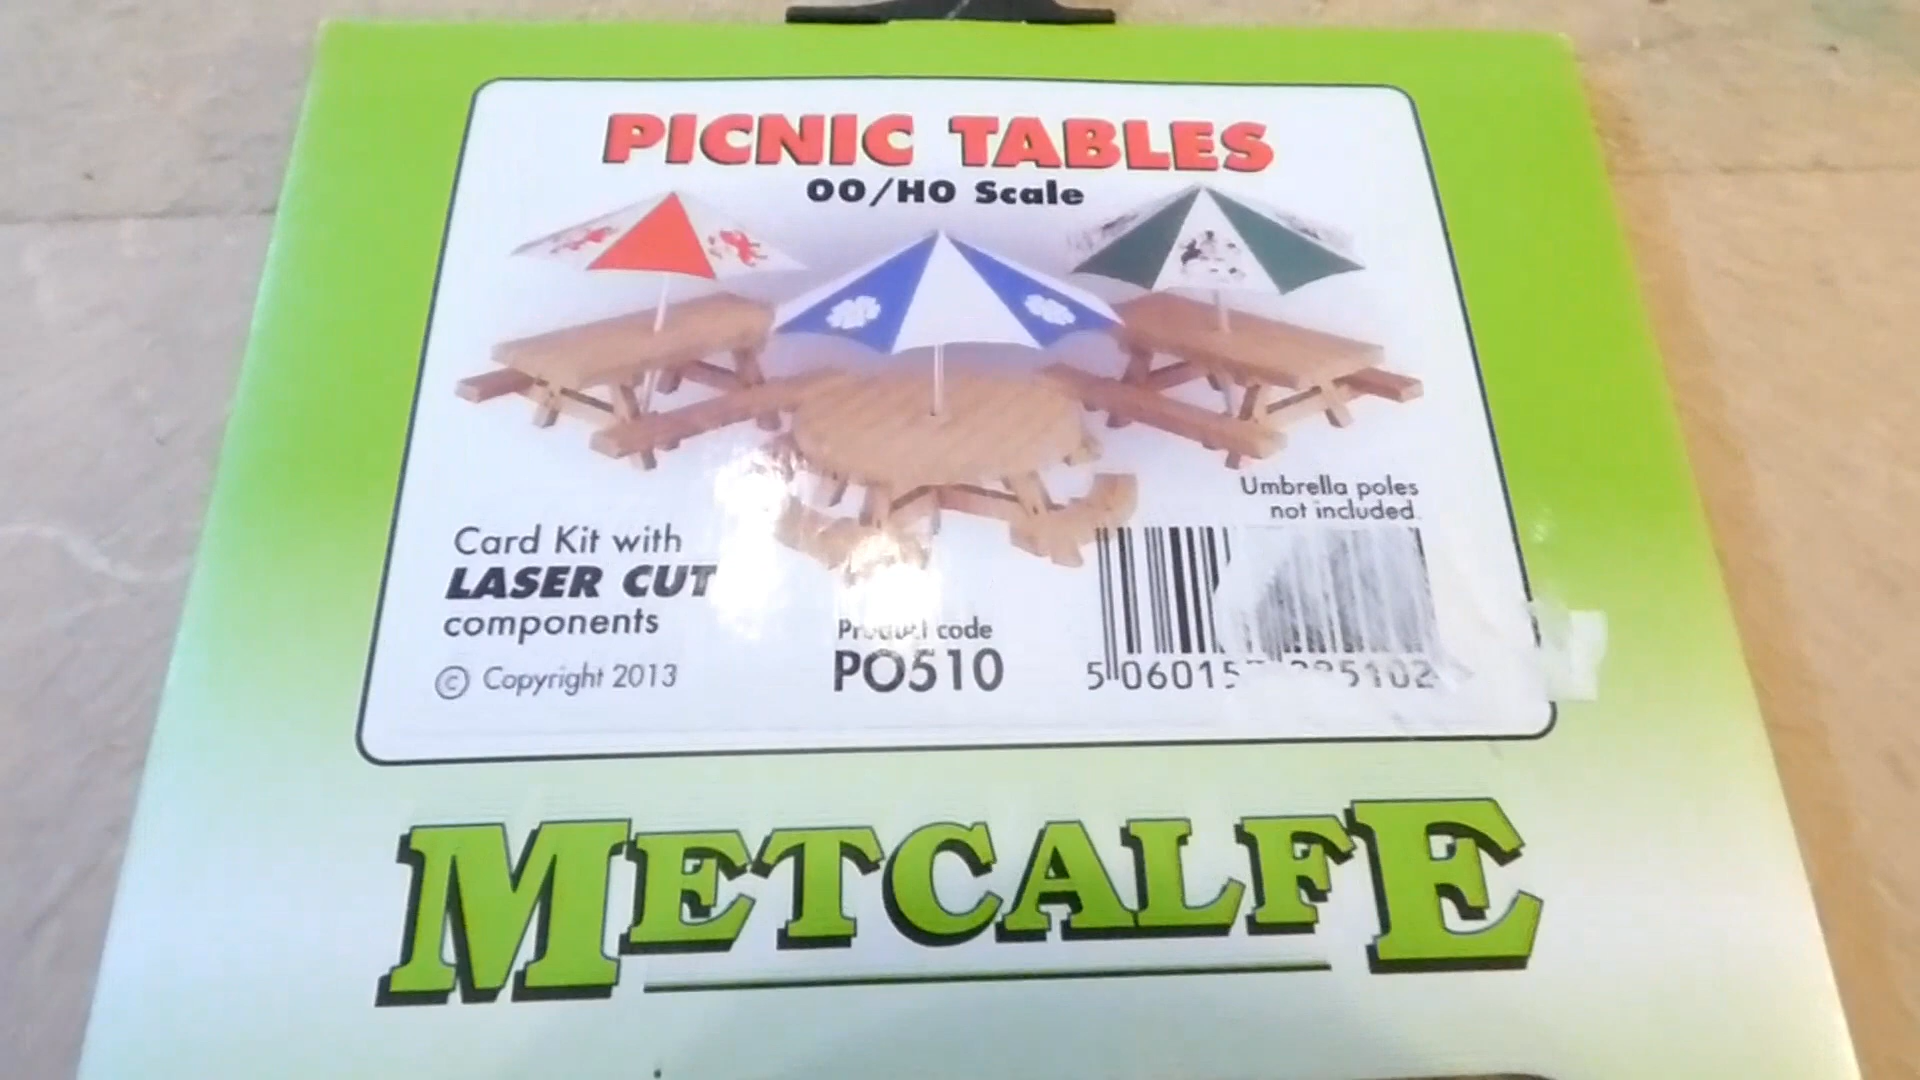 PICNIC TABLES
OO/HO Scale
Umbrella poles
not included.
Card Kit with
LASER CUT
components
© Copyright 2013
Product code
PO510
METCALFE